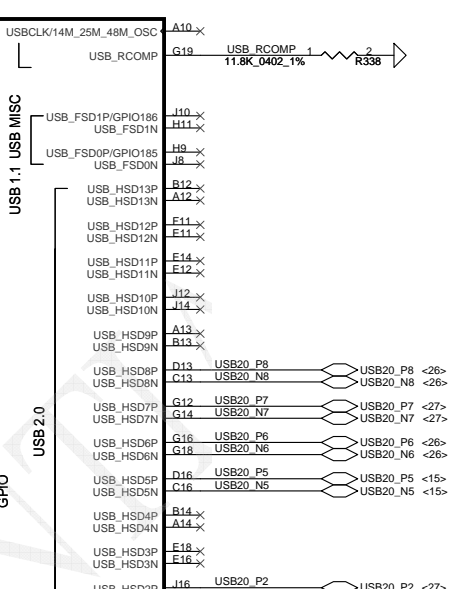 USBCLK/14M_25M_48M_OSC A10
USB_RCOMP G19 USB_RCOMP 1 2
11.8K_0402_1% R338
USB MISC
USB 1.1
USB_FSD1P/GPIO186 J10
USB_FSD1N H11
USB_FSD0P/GPIO185 H9
USB_FSD0N J8
USB_HSD13P B12
USB_HSD13N A12
USB_HSD12P F11
USB_HSD12N E11
USB_HSD11P E14
USB_HSD11N E12
USB_HSD10P J12
USB_HSD10N J14
USB_HSD9P A13
USB_HSD9N B13
USB_HSD8P D13 USB20_P8 USB20_P8 <26>
USB_HSD8N C13 USB20_N8 USB20_N8 <26>
USB 2.0
USB_HSD7P G12 USB20_P7 USB20_P7 <27>
USB_HSD7N G14 USB20_N7 USB20_N7 <27>
USB_HSD6P G16 USB20_P6 USB20_P6 <26>
USB_HSD6N G18 USB20_N6 USB20_N6 <26>
GPIO
USB_HSD5P D16 USB20_P5 USB20_P5 <15>
USB_HSD5N C16 USB20_N5 USB20_N5 <15>
USB_HSD4P B14
USB_HSD4N A14
USB_HSD3P E18
USB_HSD3N E16
USB_HSD2P J16 USB20_P2 USB20_P2 <27>